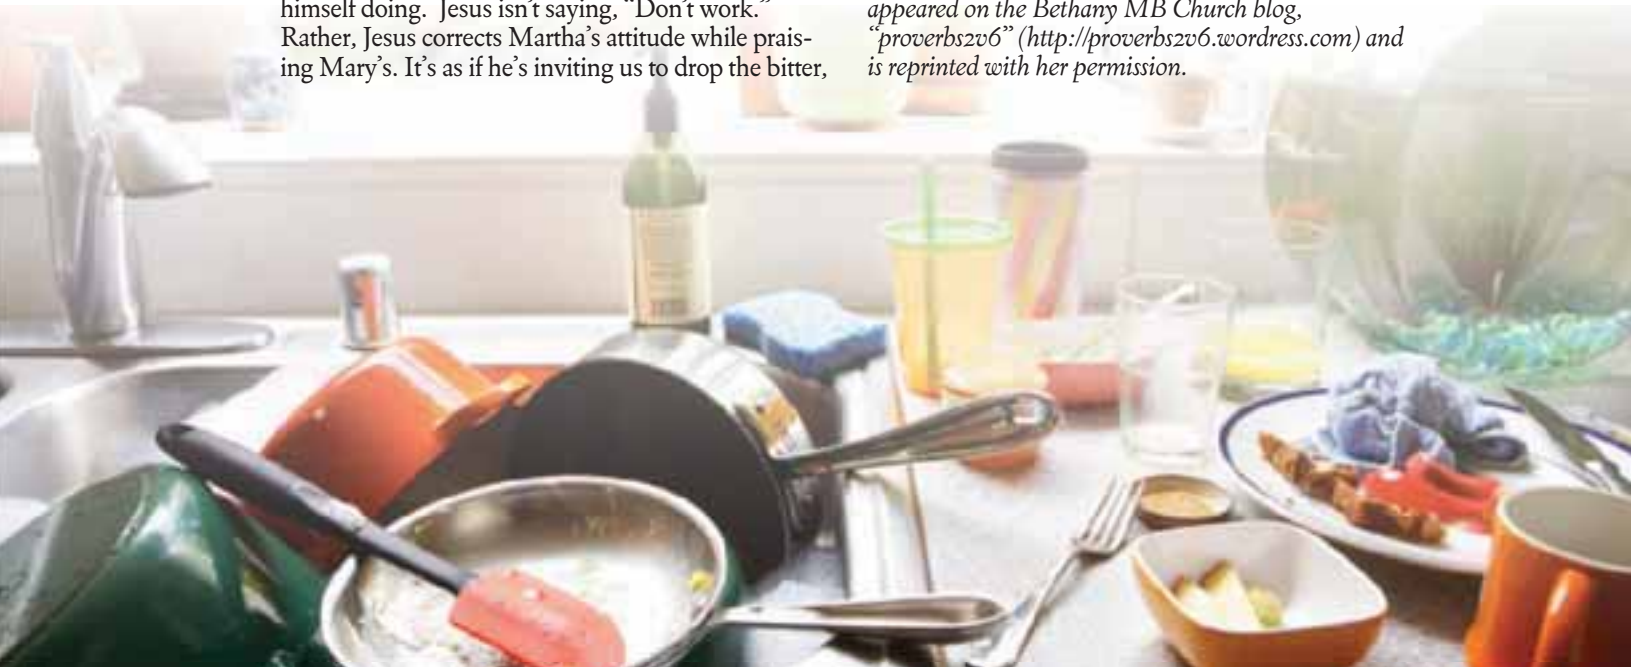 himself doing.  Jesus isn't saying, “Don't work.”
Rather, Jesus corrects Martha's attitude while prais-
ing Mary's. It's as if he's inviting us to drop the bitter,
appeared on the Bethany MB Church blog,
“proverbs2v6” (http://proverbs2v6.wordress.com) and
is reprinted with her permission.